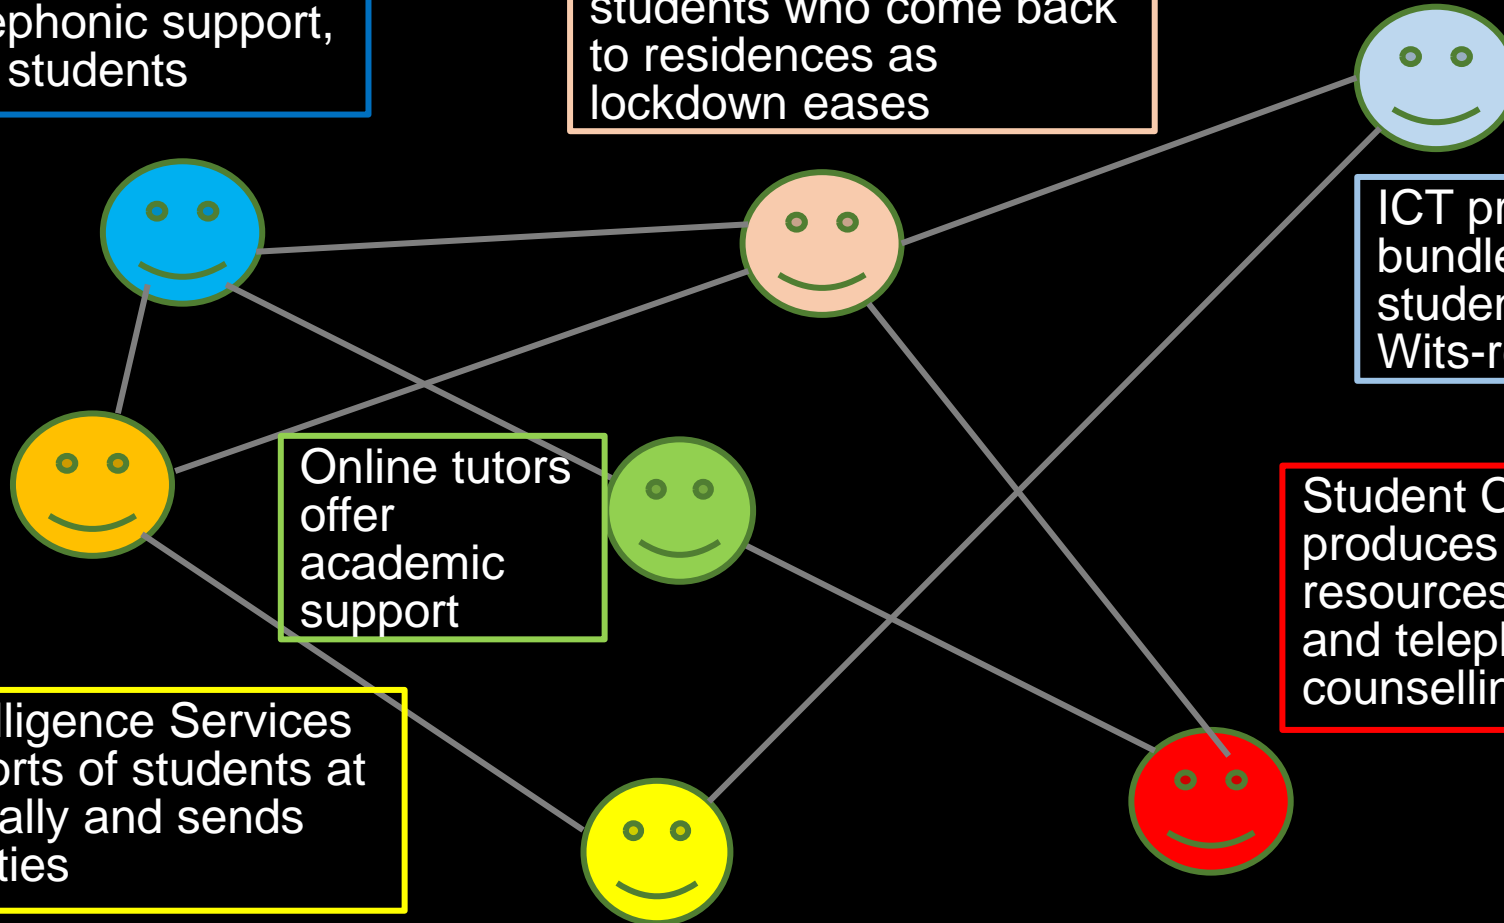 ephonic support,
students
students who come back
to residences as
lockdown eases
ICT pr
bundle
studen
Wits-r
Online tutors
offer
academic
support
Student C
produces
resources
and teleph
counsellin
lligence Services
orts of students at
ally and sends
ties